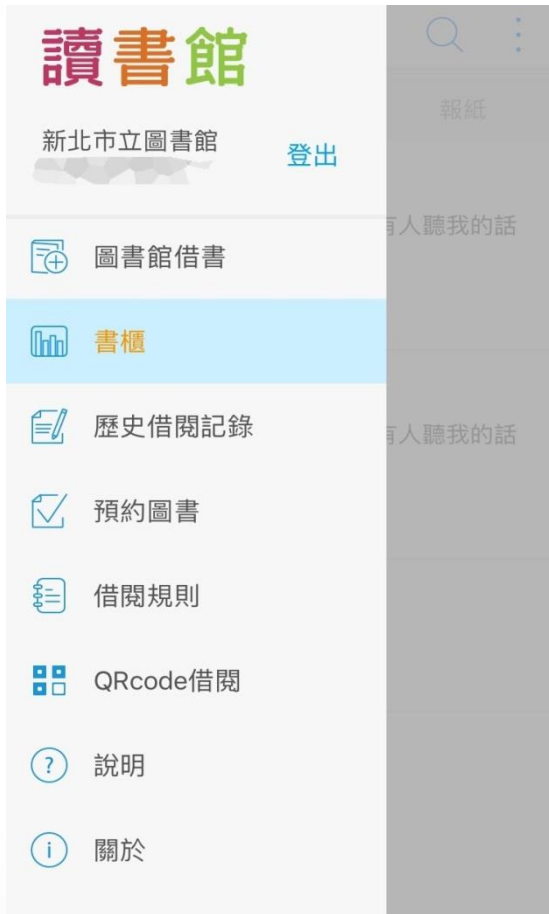 讀書館
新北市立圖書館
登出
圖書館借書
書櫃
歷史借閱記錄
預約圖書
借閱規則
QRcode借閱
說明
關於
報紙
人聽我的話
人聽我的話